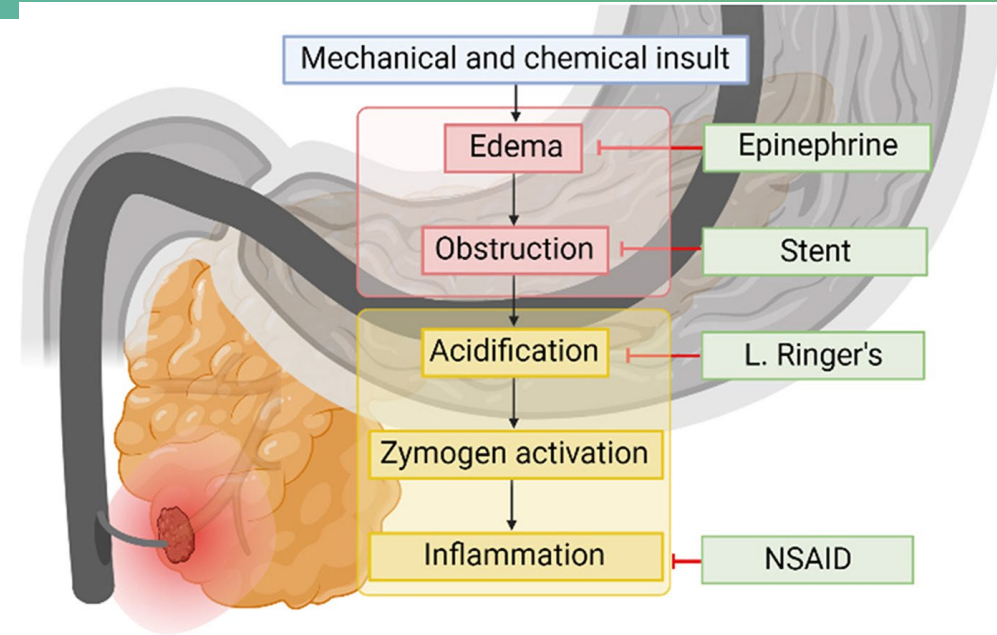 Mechanical and chemical insult
Edema
Epinephrine
Obstruction
Stent
Acidification
L. Ringer's
Zymogen activation
Inflammation
NSAID